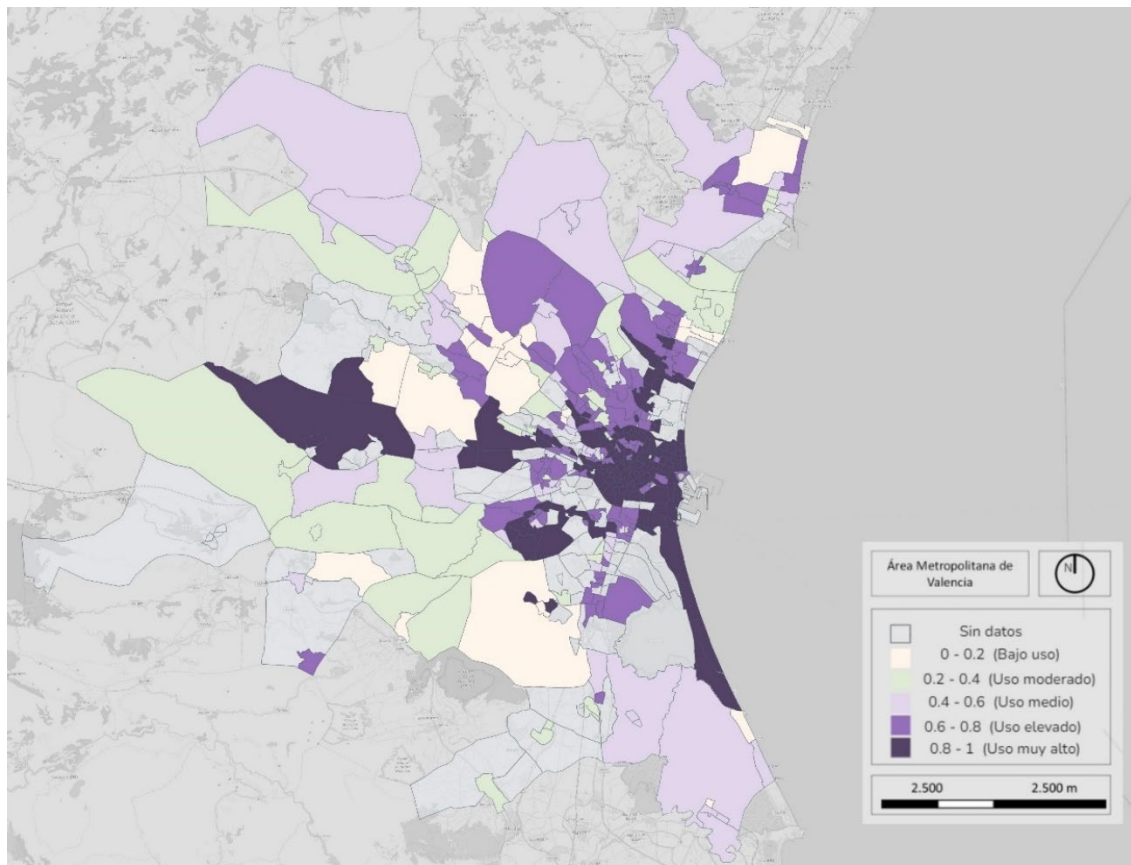 Área Metropolitana de
Valencia
N
Sin datos
0 - 0.2 (Bajo uso)
0.2 - 0.4 (Uso moderado)
0.4 - 0.6 (Uso medio)
0.6 - 0.8 (Uso elevado)
0.8 - 1 (Uso muy alto)
2.500 2.500 m